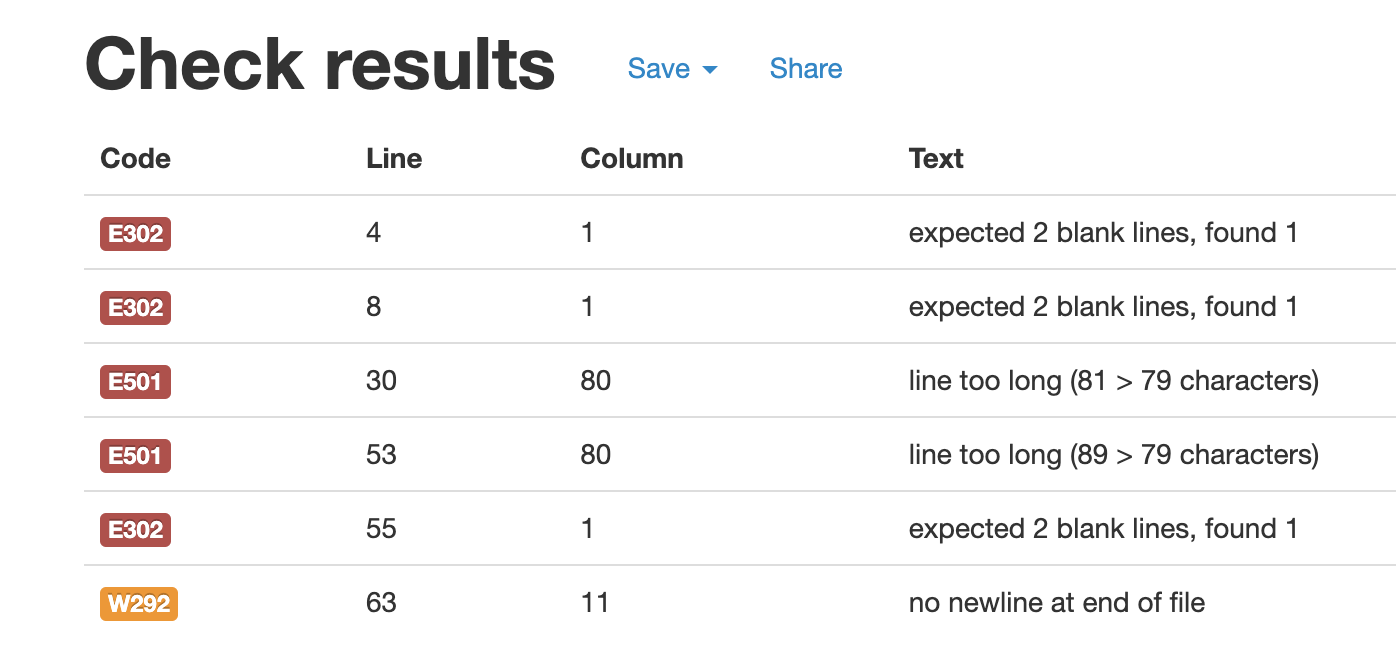 Check results Save Share
Code Line Column Text
E302 4 1 expected 2 blank lines, found 1
E302 8 1 expected 2 blank lines, found 1
E501 30 80 line too long (81 > 79 characters)
E501 53 80 line too long (89 > 79 characters)
E302 55 1 expected 2 blank lines, found 1
W292 63 11 no newline at end of file